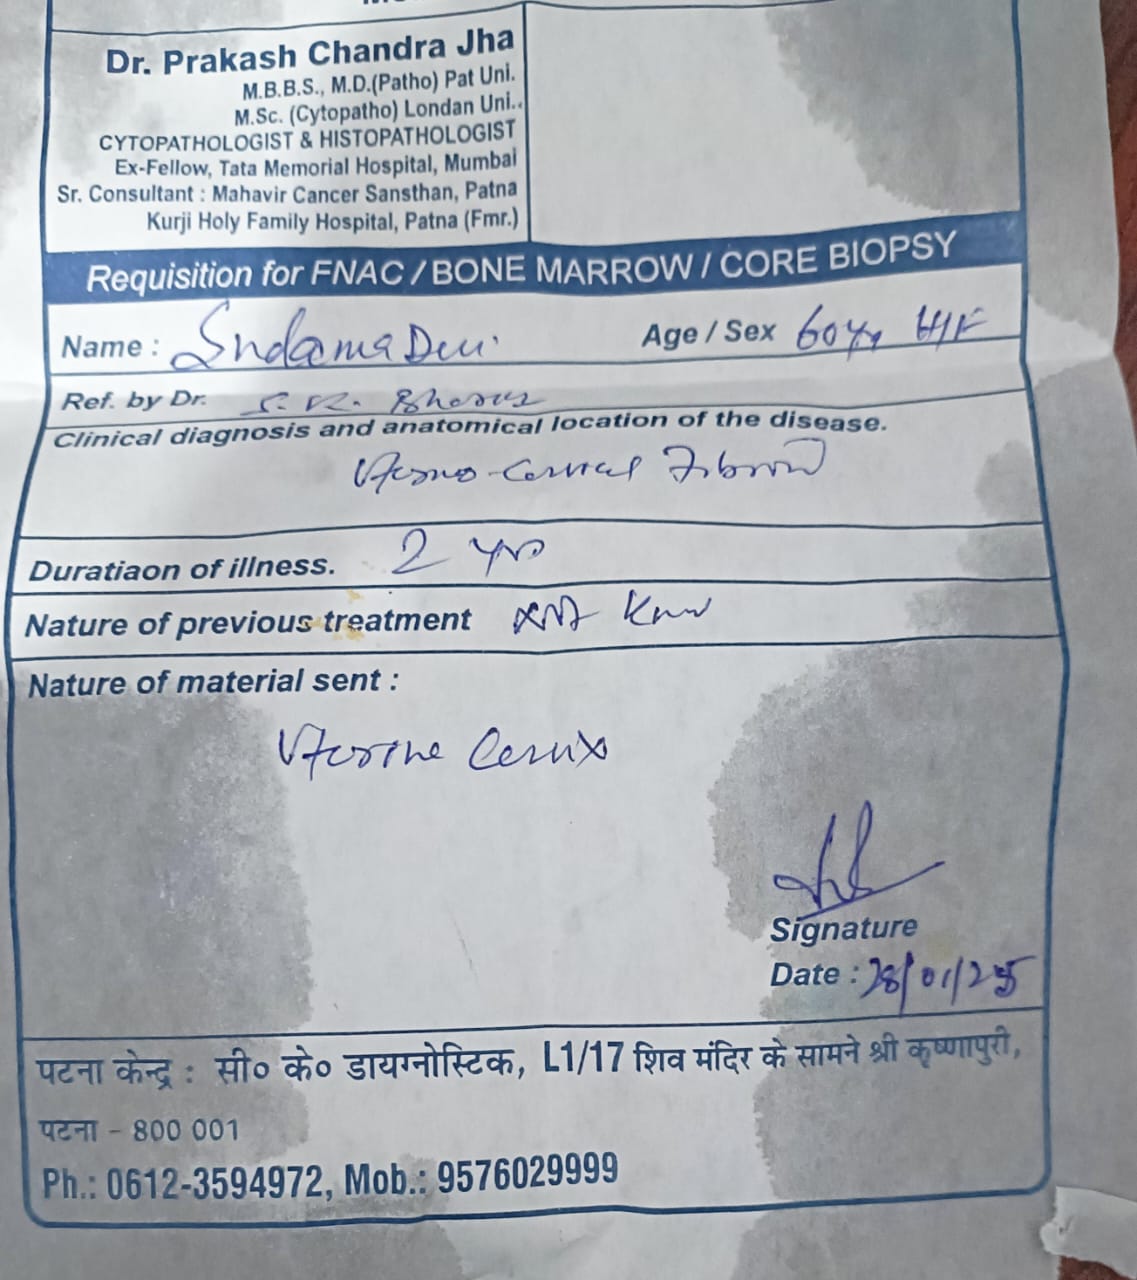 Dr. Prakash Chandra Jha
M.B.B.S., M.D.(Patho) Pat Uni.
M.Sc. (Cytopatho) Londan Uni..
CYTOPATHOLOGIST & HISTOPATHOLOGIST
Ex-Fellow, Tata Memorial Hospital, Mumbai
Sr. Consultant : Mahavir Cancer Sansthan, Patna
Kurji Holy Family Hospital, Patna (Fmr.)
Requisition for FNAC / BONE MARROW / CORE BIOPSY
Name : Sudama Devi Age / Sex 60 yrs
Ref. by Dr. S. K.
Clinical diagnosis and anatomical location of the disease.
Utero-Cervical Fibroid
Duratiaon of illness. 2 yrs
Nature of previous treatment Not Known
Nature of material sent :
Uterine Cervix
Signature
Date : 28/01/25
पटना केन्द्र : सी० के० डायग्नोस्टिक, L1/17 शिव मंदिर के सामने श्री कृष्णापुरी,
पटना - 800 001
Ph.: 0612-3594972, Mob.: 9576029999